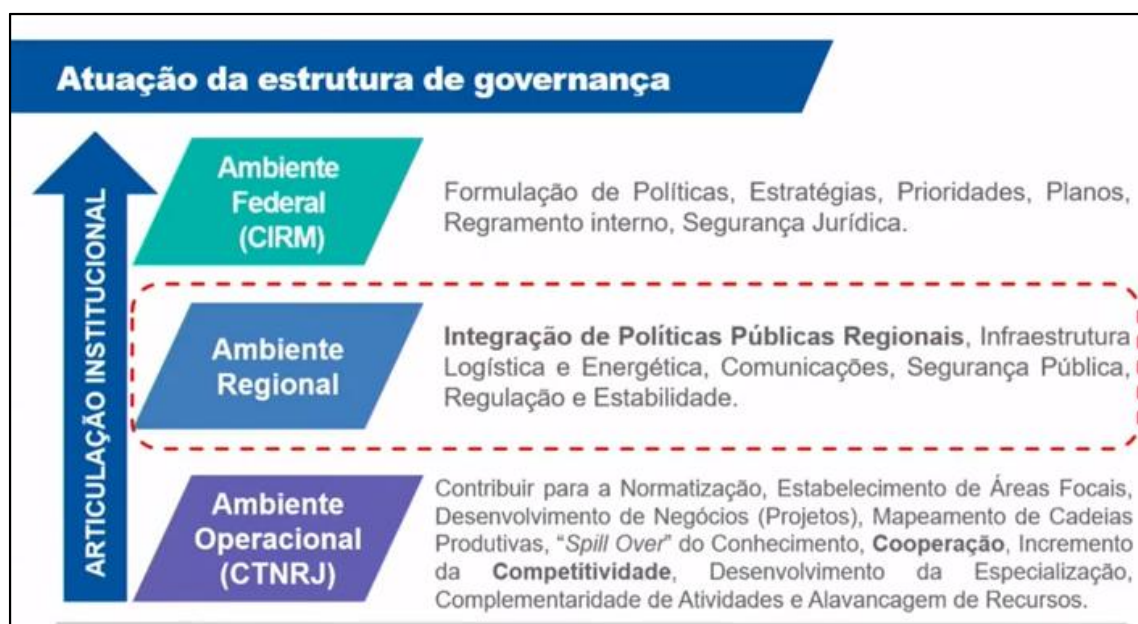 Atuação da estrutura de governança
ARTICULAÇÃO INSTITUCIONAL
Ambiente
Federal
(CIRM)
Formulação de Políticas, Estratégias, Prioridades, Planos,
Regramento interno, Segurança Jurídica.
Ambiente
Regional
Integração de Políticas Públicas Regionais, Infraestrutura
Logística e Energética, Comunicações, Segurança Pública,
Regulação e Estabilidade.
Ambiente
Operacional
(CTNRJ)
Contribuir para a Normatização, Estabelecimento de Áreas Focais,
Desenvolvimento de Negócios (Projetos), Mapeamento de Cadeias
Produtivas, “Spill Over” do Conhecimento, Cooperação, Incremento
da Competitividade, Desenvolvimento da Especialização,
Complementaridade de Atividades e Alavancagem de Recursos.